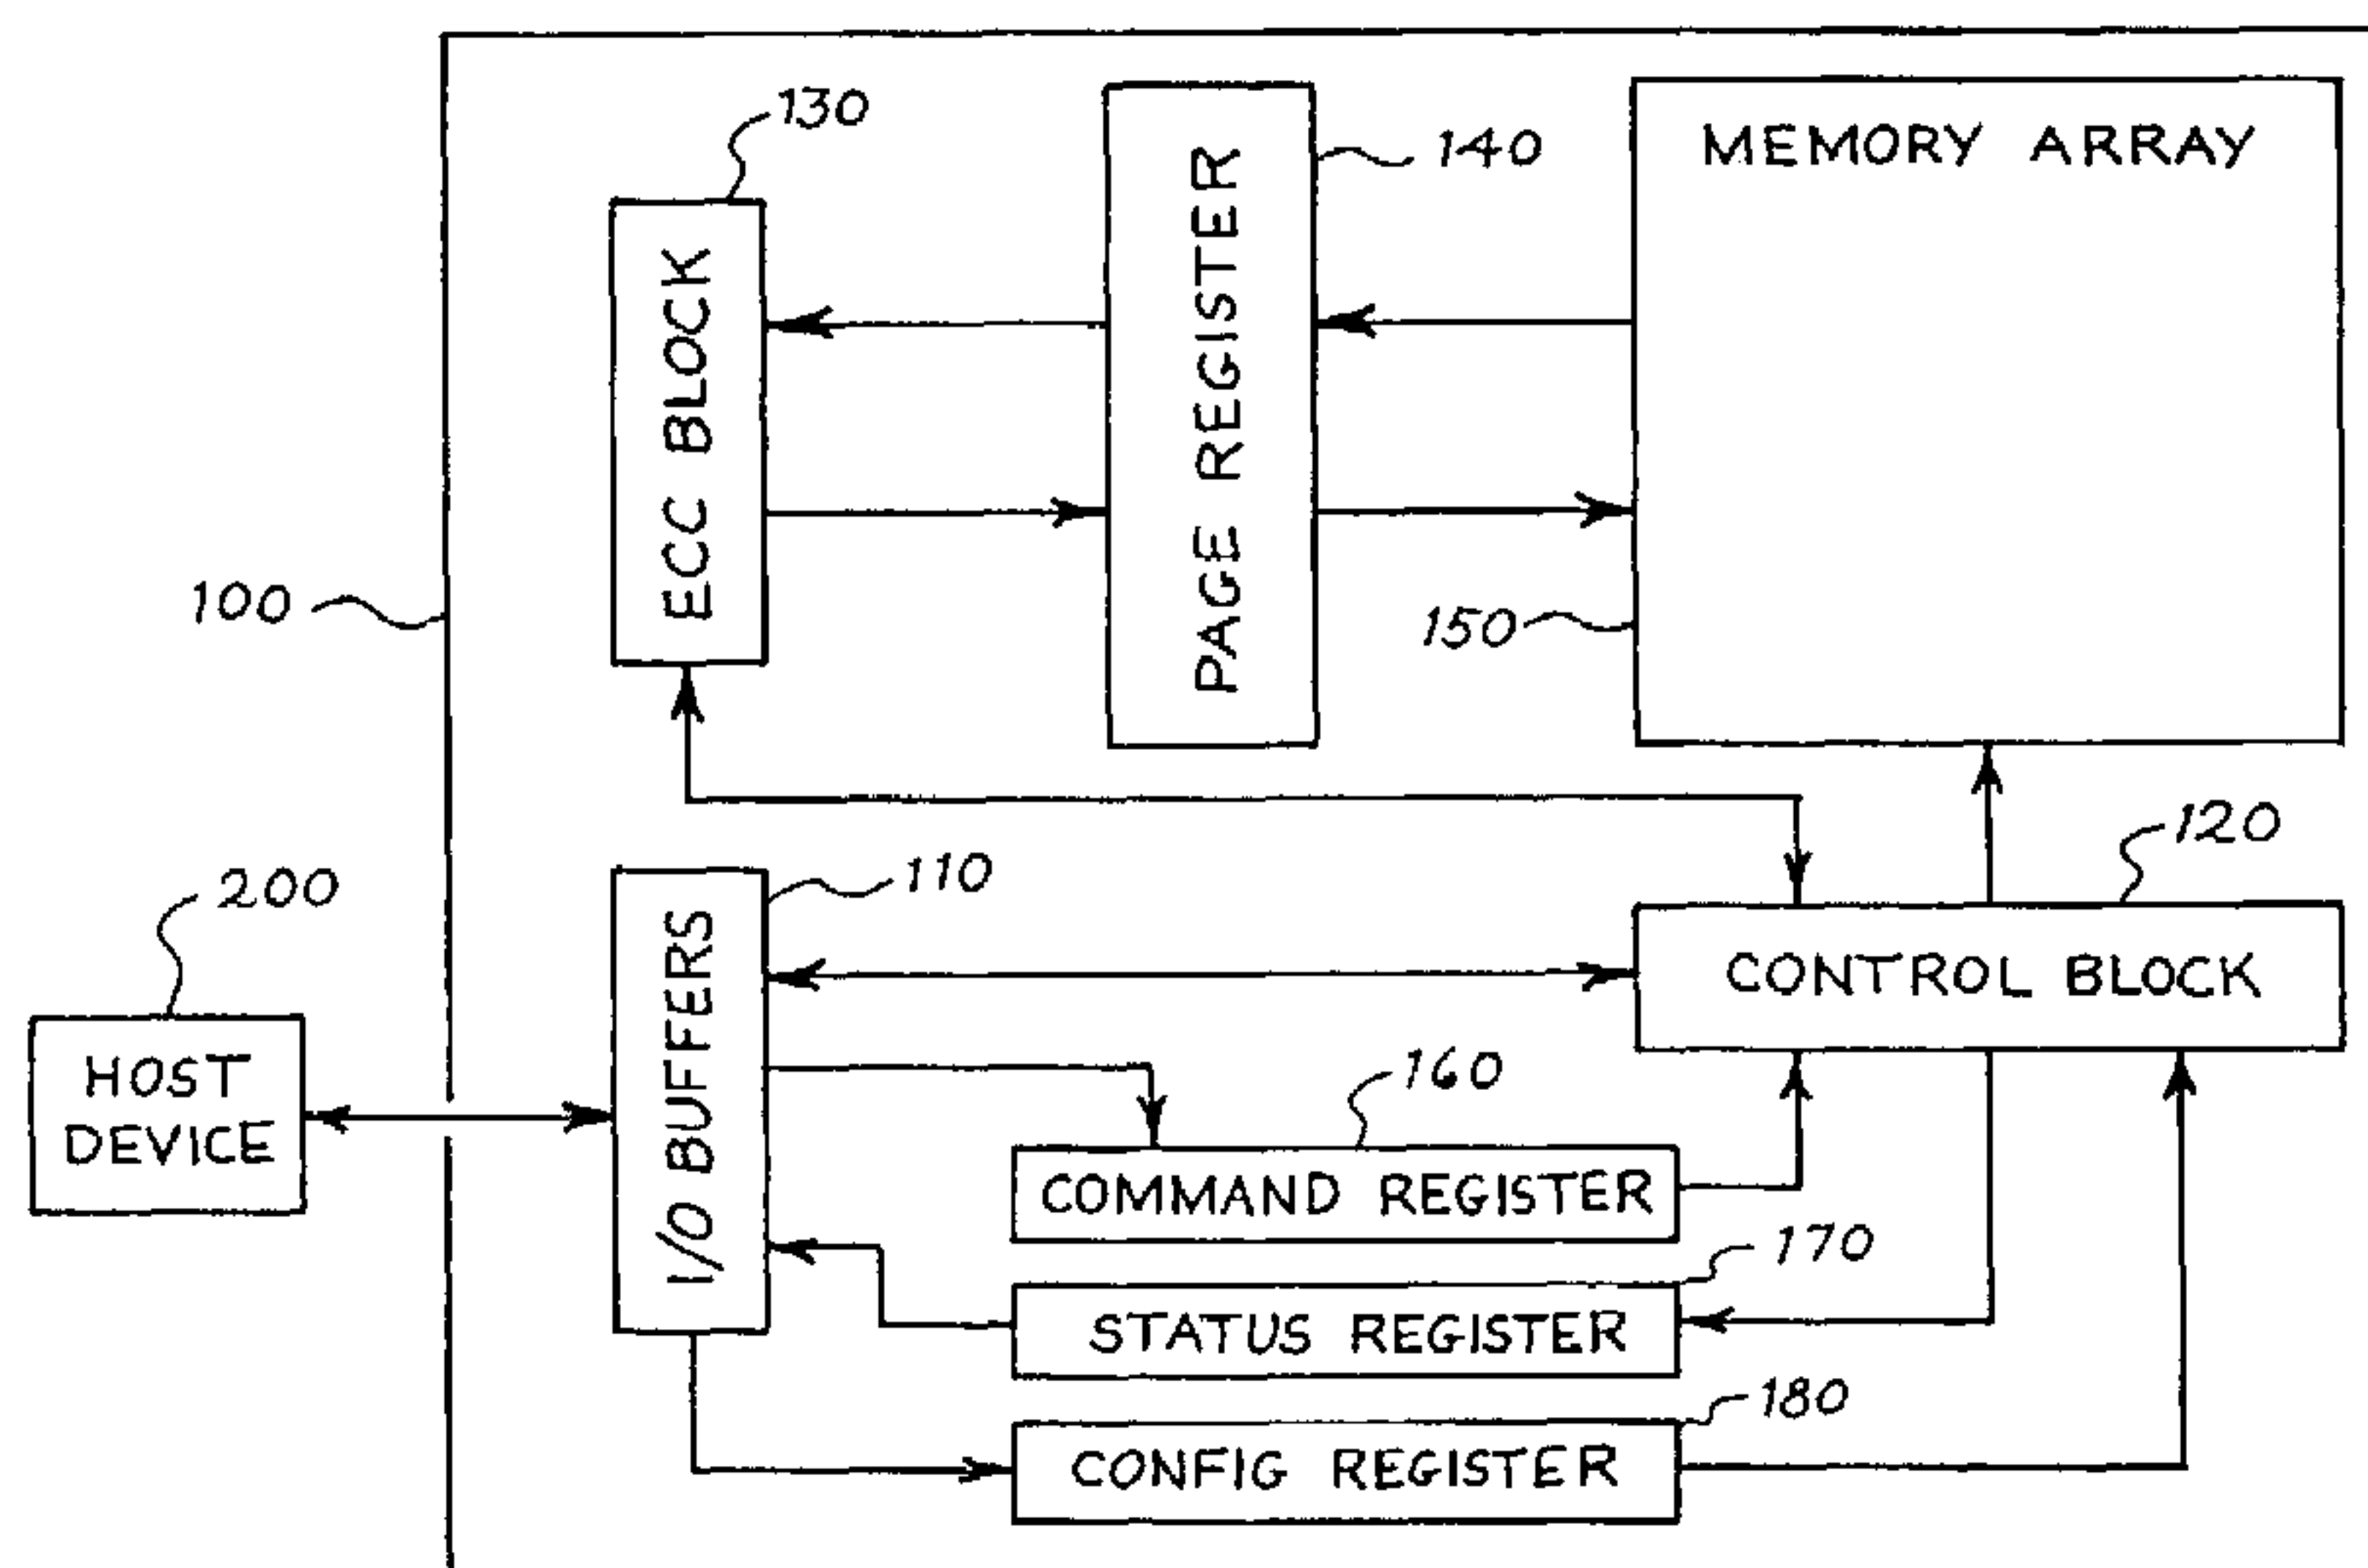 130
140
MEMORY ARRAY
ECC BLOCK
PAGE REGISTER
100
150
120
200
110
I/O BUFFERS
CONTROL BLOCK
HOST
DEVICE
160
COMMAND REGISTER
170
STATUS REGISTER
180
CONFIG REGISTER